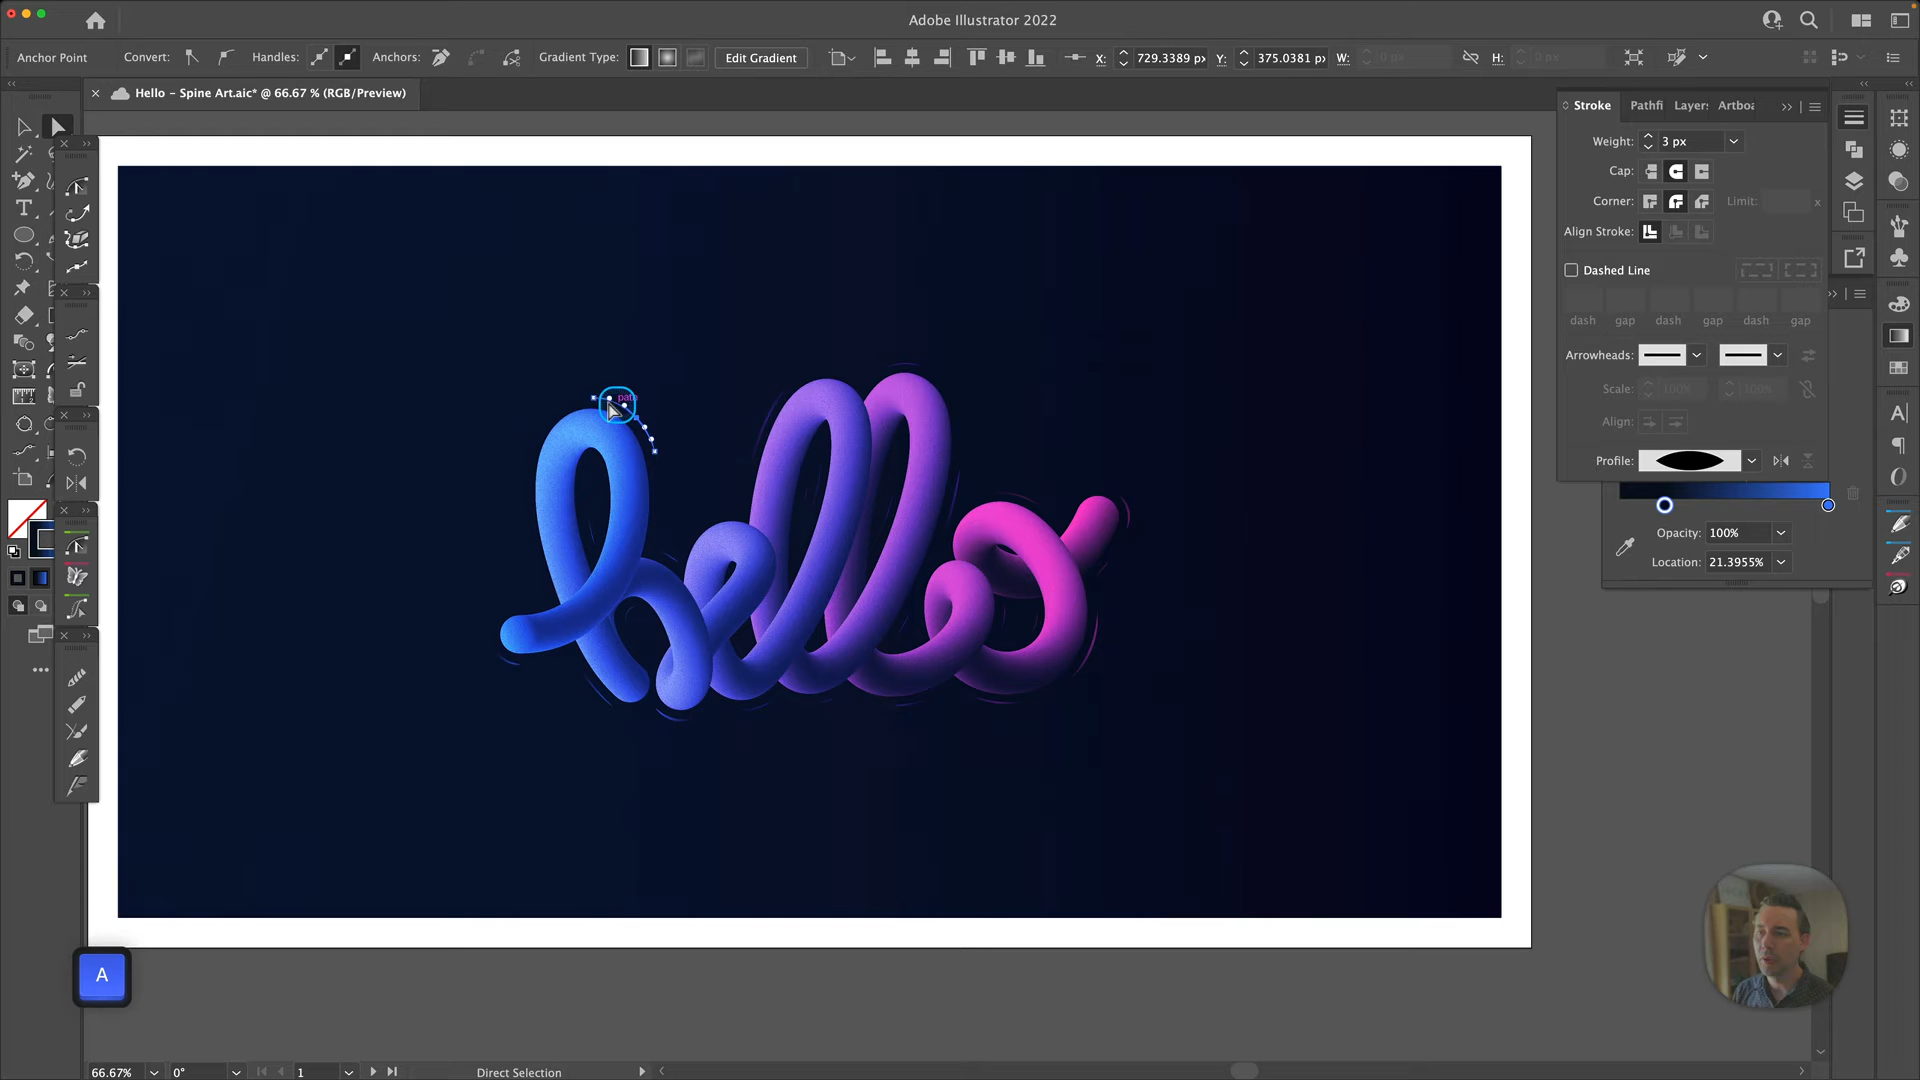 Adobe Illustrator 2022
Anchor Point
Convert:
Handles:
Anchors:
Gradient Type:
Edit Gradient
X:
729.3389 px
Y:
375.0381 px
W:
0 px
H:
0 px
Hello - Spine Art.aic* @ 66.67 % (RGB/Preview)
Stroke
Pathfi
Layer:
Artboa
Weight:
3 px
Cap:
Corner:
Limit:
x
Align Stroke:
Dashed Line
dash
gap
dash
gap
dash
gap
Arrowheads:
Scale:
100%
100%
Align:
Profile:
Opacity:
100%
Location:
21.3955%
path
hello
A
66.67%
0°
1
Direct Selection